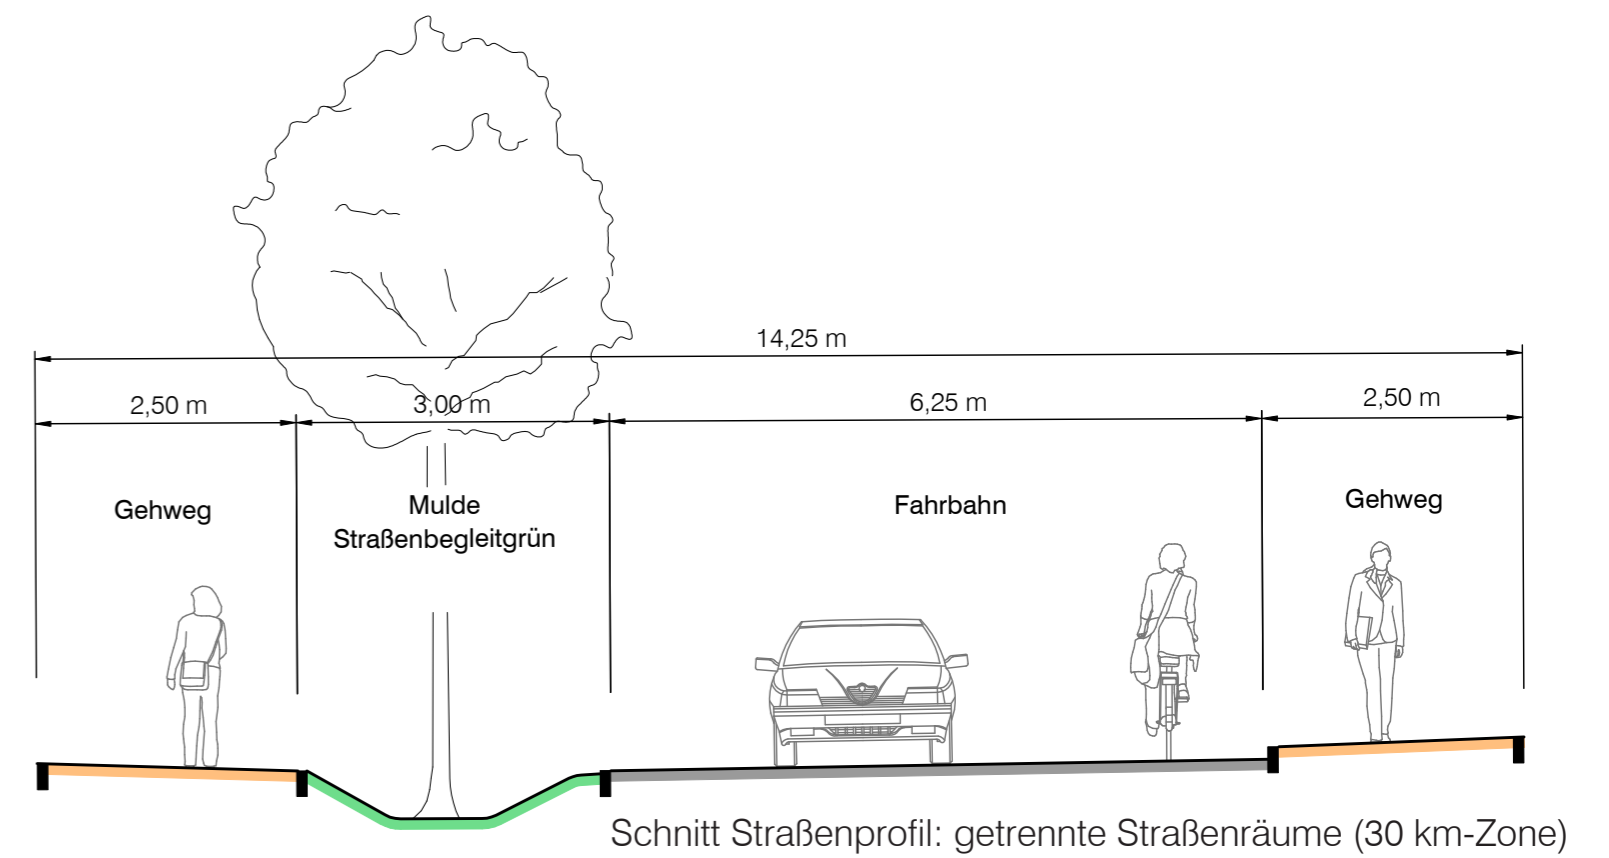 14,25 m
2,50 m
3,00 m
6,25 m
2,50 m
Gehweg
Mulde
Straßenbegleitgrün
Fahrbahn
Gehweg
Schnitt Straßenprofil: getrennte Straßenräume (30 km-Zone)